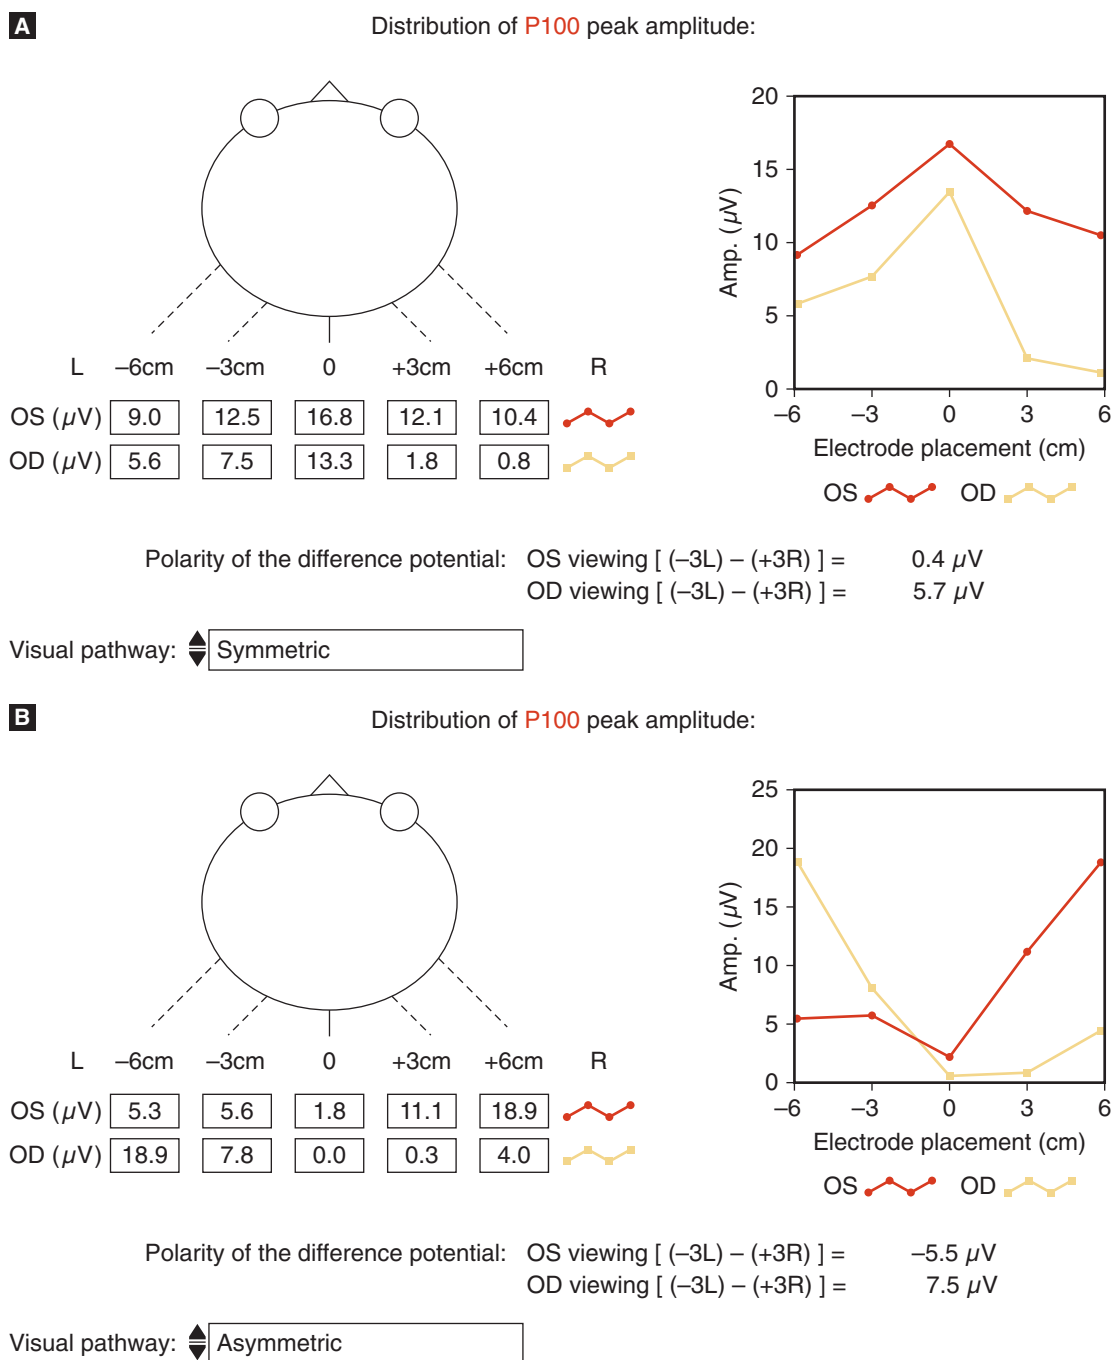 A
Distribution of P100 peak amplitude:
20
15
10
5
0
Amp. (µV)
–6 –3 0 3 6
Electrode placement (cm)
OS OD
L –6cm –3cm 0 +3cm +6cm R
OS (µV) 9.0 12.5 16.8 12.1 10.4
OD (µV) 5.6 7.5 13.3 1.8 0.8
Polarity of the difference potential: OS viewing [ (–3L) – (+3R) ] = 0.4 µV
OD viewing [ (–3L) – (+3R) ] = 5.7 µV
Visual pathway: Symmetric
B
Distribution of P100 peak amplitude:
25
20
15
10
5
0
Amp. (µV)
–6 –3 0 3 6
Electrode placement (cm)
OS OD
L –6cm –3cm 0 +3cm +6cm R
OS (µV) 5.3 5.6 1.8 11.1 18.9
OD (µV) 18.9 7.8 0.0 0.3 4.0
Polarity of the difference potential: OS viewing [ (–3L) – (+3R) ] = –5.5 µV
OD viewing [ (–3L) – (+3R) ] = 7.5 µV
Visual pathway: Asymmetric